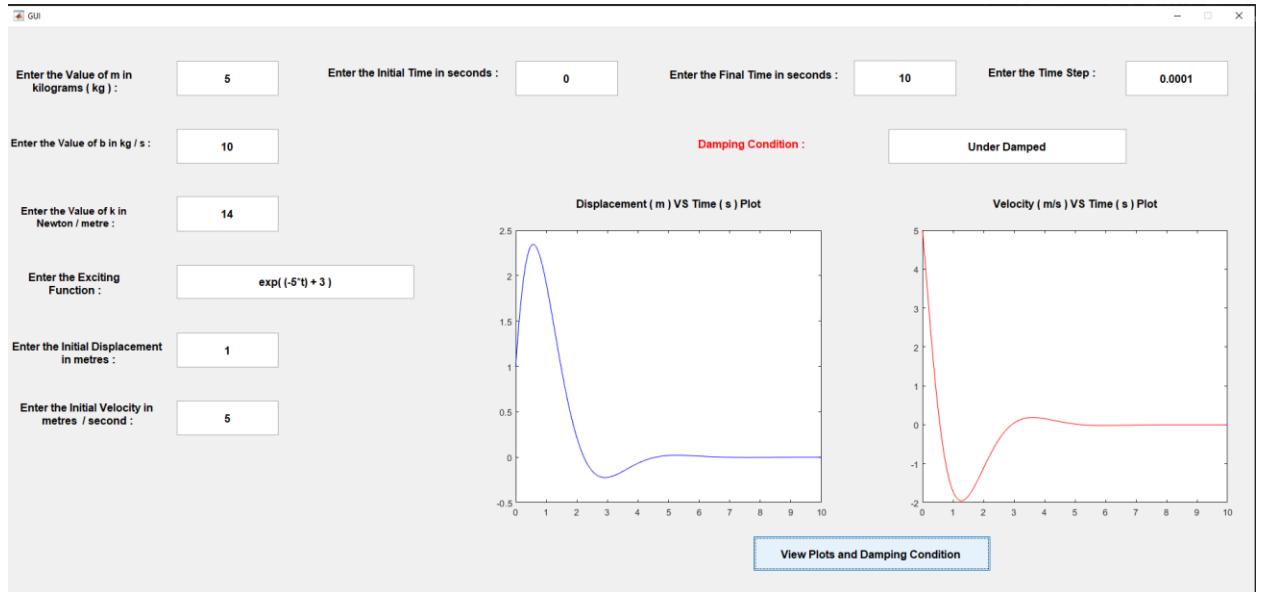 GUI
Enter the Value of m in
kilograms ( kg ) :
5
Enter the Initial Time in seconds :
0
Enter the Final Time in seconds :
10
Enter the Time Step :
0.0001
Enter the Value of b in kg / s :
10
Damping Condition :
Under Damped
Enter the Value of k in
Newton / metre :
14
Enter the Exciting
Function :
exp( (-5*t) + 3 )
Enter the Initial Displacement
in metres :
1
Enter the Initial Velocity in
metres / second :
5
Displacement ( m ) VS Time ( s ) Plot
2.5
2
1.5
1
0.5
0
-0.5
0 1 2 3 4 5 6 7 8 9 10
Velocity ( m/s ) VS Time ( s ) Plot
5
4
3
2
1
0
-1
-2
0 1 2 3 4 5 6 7 8 9 10
View Plots and Damping Condition